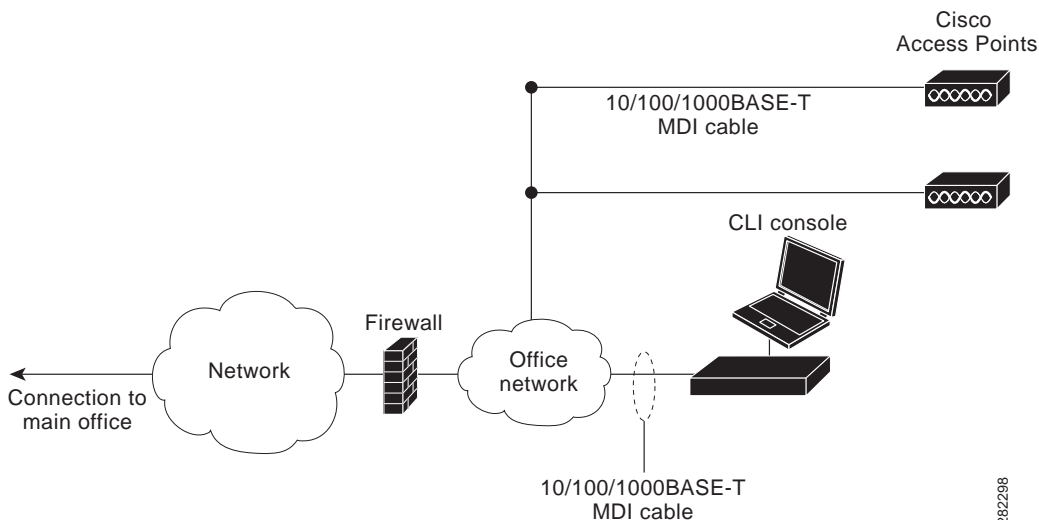 Cisco
Access Points
10/100/1000BASE-T
MDI cable
CLI console
Firewall
Network
Office
network
Connection to
main office
10/100/1000BASE-T
MDI cable
282298